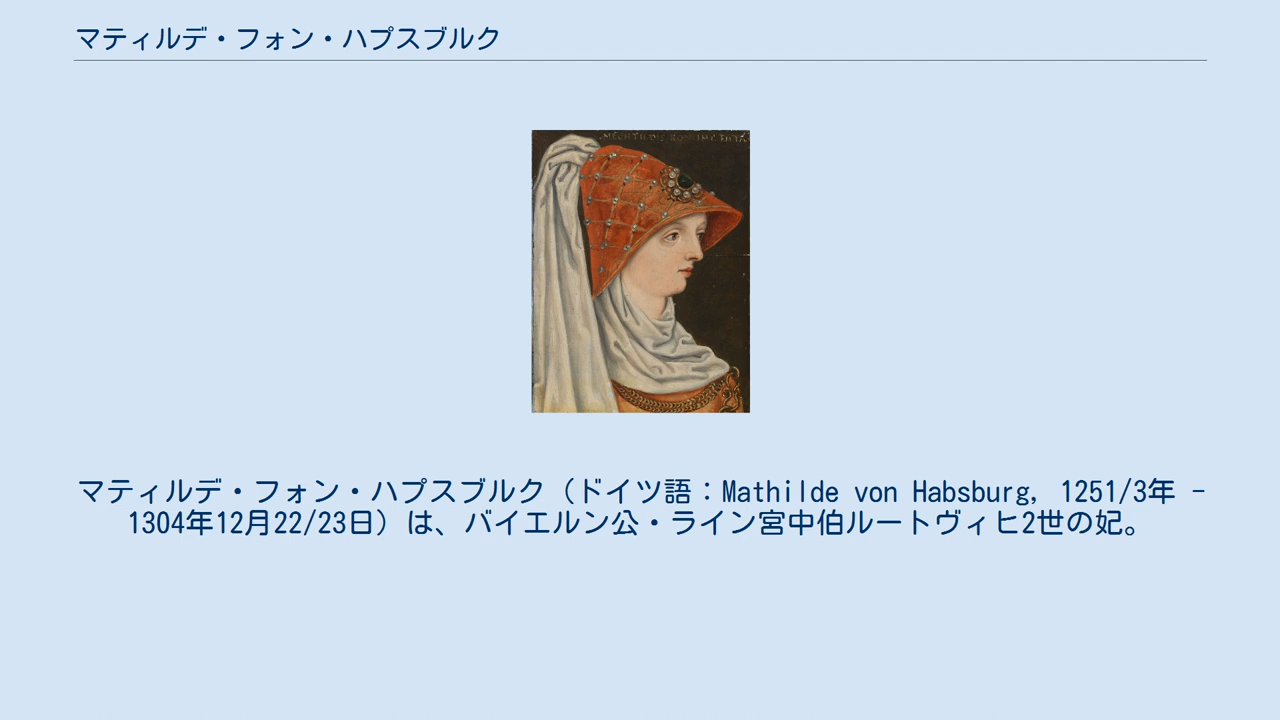 マティルデ・フォン・ハプスブルク
マティルデ・フォン・ハプスブルク（ドイツ語：Mathilde von Habsburg, 1251/3年 -
1304年12月22/23日）は、バイエルン公・ライン宮中伯ルートヴィヒ2世の妃。